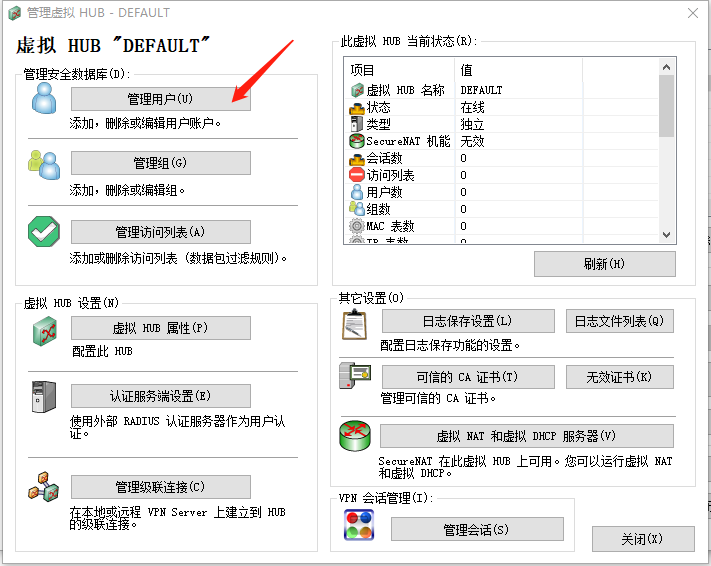 管理虚拟 HUB - DEFAULT
虚拟 HUB "DEFAULT"
管理安全数据库(D):
管理用户(U)
添加，删除或编辑用户账户。
管理组(G)
添加，删除或编辑组。
管理访问列表(A)
添加或删除访问列表 (数据包过滤规则)。
虚拟 HUB 设置(N)
虚拟 HUB 属性(P)
配置此 HUB
认证服务端设置(E)
使用外部 RADIUS 认证服务器作为用户认
证。
管理级联连接(C)
在本地或远程 VPN Server 上建立到 HUB
的级联连接。
此虚拟 HUB 当前状态(R):
项目 值
虚拟 HUB 名称 DEFAULT
状态 在线
类型 独立
SecureNAT 机能 无效
会话数 0
访问列表 0
用户数 0
组数 0
MAC 表数 0
IP 表数 0
刷新(H)
其它设置(O)
日志保存设置(L) 日志文件列表(Q)
配置日志保存功能的设置。
可信的 CA 证书(T) 无效证书(K)
管理可信的 CA 证书。
虚拟 NAT 和虚拟 DHCP 服务器(V)
SecureNAT 在此虚拟 HUB 上可用。您可以运行虚拟 NAT
和虚拟 DHCP。
VPN 会话管理(I):
管理会话(S)
关闭(X)